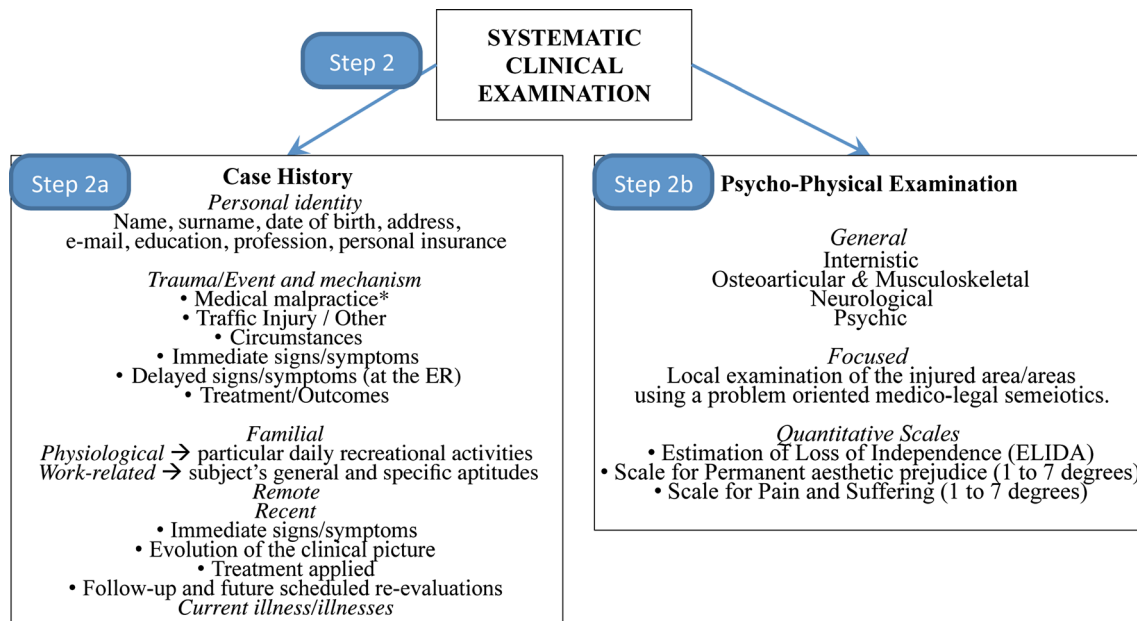 Step 2
SYSTEMATIC
CLINICAL
EXAMINATION
Step 2a
Case History
Personal identity
Name, surname, date of birth, address,
e-mail, education, profession, personal insurance
Trauma/Event and mechanism
• Medical malpractice*
• Traffic Injury / Other
• Circumstances
• Immediate signs/symptoms
• Delayed signs/symptoms (at the ER)
• Treatment/Outcomes
Familial
Physiological → particular daily recreational activities
Work-related → subject's general and specific aptitudes
Remote
Recent
• Immediate signs/symptoms
• Evolution of the clinical picture
• Treatment applied
• Follow-up and future scheduled re-evaluations
Current illness/illnesses
Step 2b
Psycho-Physical Examination
General
Internistic
Osteoarticular & Musculoskeletal
Neurological
Psychic
Focused
Local examination of the injured area/areas
using a problem oriented medico-legal semeiotics.
Quantitative Scales
• Estimation of Loss of Independence (ELIDA)
• Scale for Permanent aesthetic prejudice (1 to 7 degrees)
• Scale for Pain and Suffering (1 to 7 degrees)